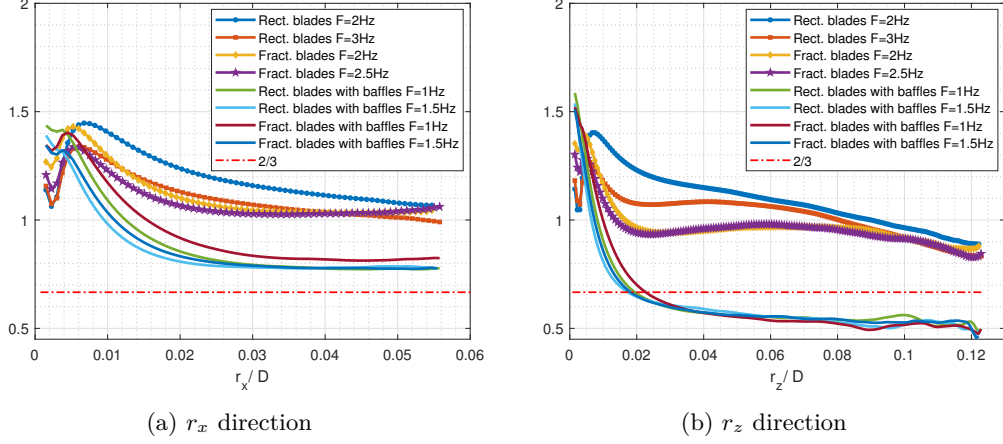 2
1.5
1
0.5
0
0.01
0.02
0.03
0.04
0.05
0.06
r_x/ D
Rect. blades F=2Hz
Rect. blades F=3Hz
Fract. blades F=2Hz
Fract. blades F=2.5Hz
Rect. blades with baffles F=1Hz
Rect. blades with baffles F=1.5Hz
Fract. blades with baffles F=1Hz
Fract. blades with baffles F=1.5Hz
2/3
(a) r_x direction
2
1.5
1
0.5
0
0.02
0.04
0.06
0.08
0.1
0.12
r_z/ D
Rect. blades F=2Hz
Rect. blades F=3Hz
Fract. blades F=2Hz
Fract. blades F=2.5Hz
Rect. blades with baffles F=1Hz
Rect. blades with baffles F=1.5Hz
Fract. blades with baffles F=1Hz
Fract. blades with baffles F=1.5Hz
2/3
(b) r_z direction